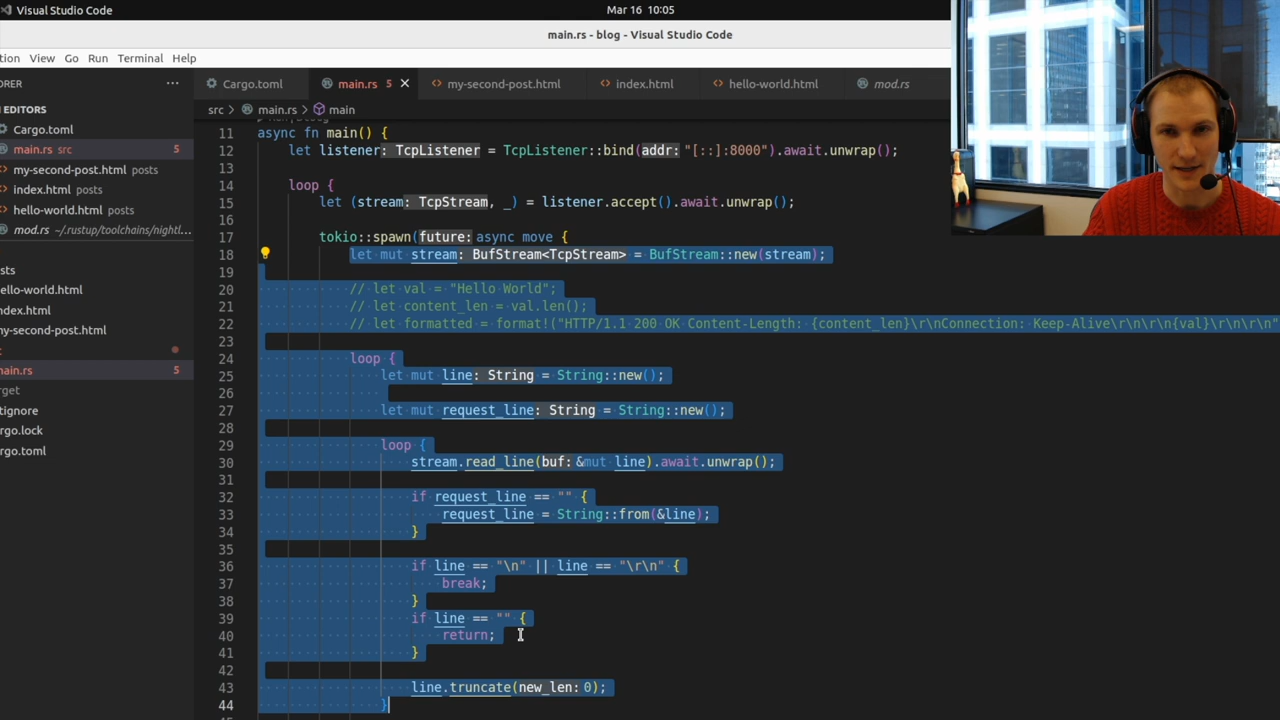 Visual Studio Code
Mar 16 10:05
main.rs - blog - Visual Studio Code
tion View Go Run Terminal Help
ORER
Cargo.toml
main.rs 5
my-second-post.html
index.html
hello-world.html
mod.rs
EDITORS
src > main.rs > main
Cargo.toml
main.rs src 5
my-second-post.html posts
index.html posts
hello-world.html posts
mod.rs ~/.rustup/toolchains/nightl...
sts
ello-world.html
ndex.html
my-second-post.html
main.rs 5
rget
tignore
argo.lock
argo.toml
11 async fn main() {
12 let listener: TcpListener = TcpListener::bind(addr: "[::]:8000").await.unwrap();
13
14 loop {
15 let (stream: TcpStream, _) = listener.accept().await.unwrap();
16
17 tokio::spawn(future: async move {
18 let mut stream: BufStream<TcpStream> = BufStream::new(stream);
19
20 // let val = "Hello World";
21 // let content_len = val.len();
22 // let formatted = format!("HTTP/1.1 200 OK Content-Length: {content_len}\r\nConnection: Keep-Alive\r\n\r\n{val}\r\n\r\n"
23
24 loop {
25 let mut line: String = String::new();
26
27 let mut request_line: String = String::new();
28
29 loop {
30 stream.read_line(buf: &mut line).await.unwrap();
31
32 if request_line == "" {
33 request_line = String::from(&line);
34 }
35
36 if line == "\n" || line == "\r\n" {
37 break;
38 }
39 if line == "" {
40 return;
41 }
42
43 line.truncate(new_len: 0);
44 }